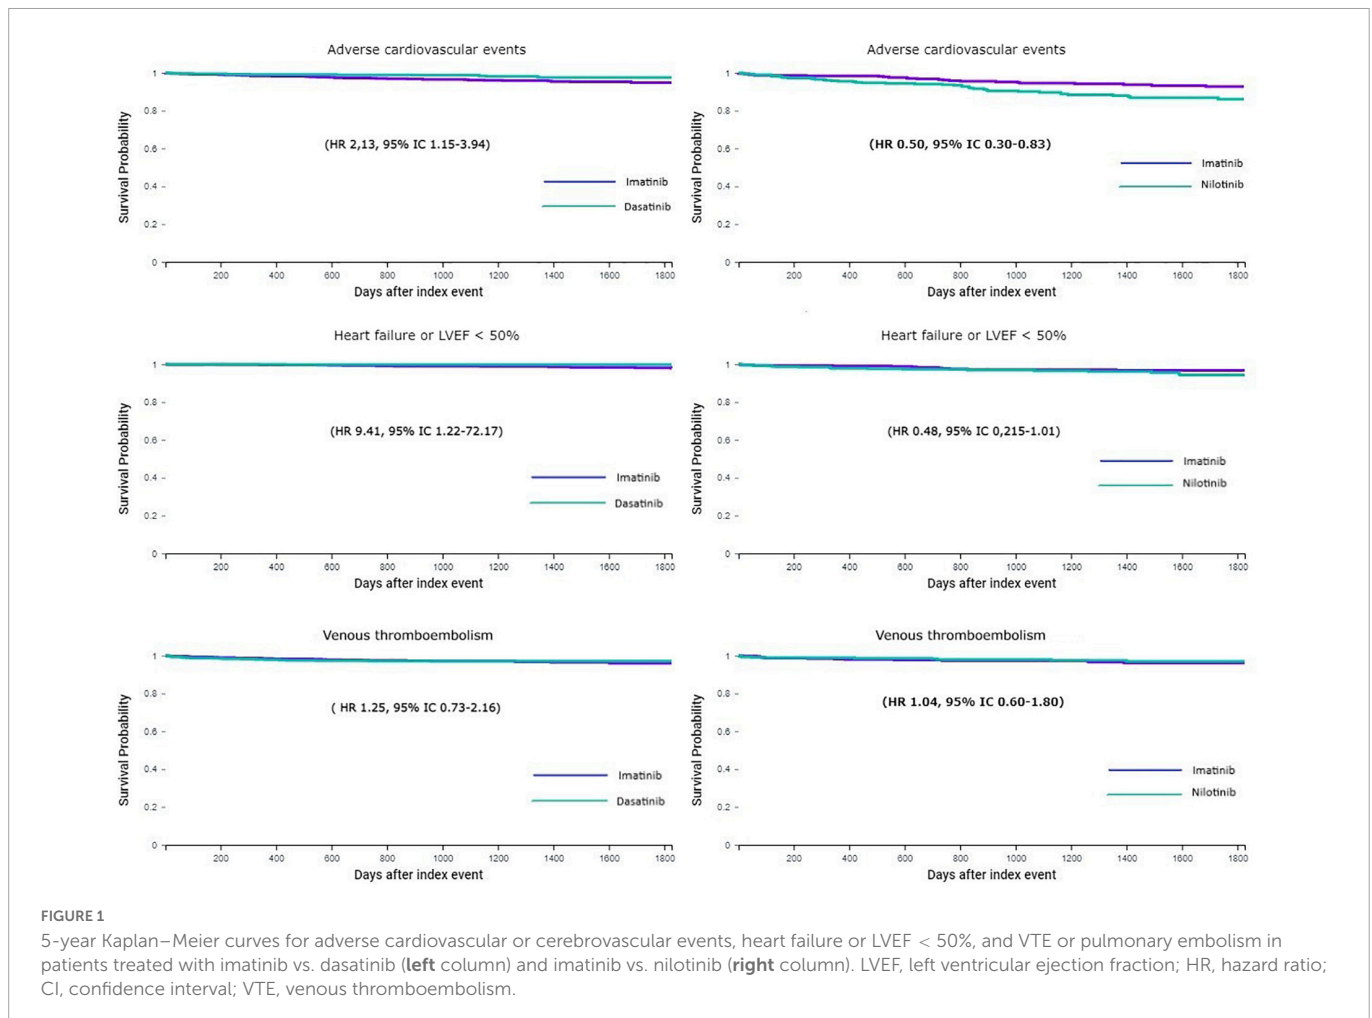 Adverse cardiovascular events
Survival Probability
1
0.8
0.6
0.4
0.2
0
(HR 2,13, 95% IC 1.15-3.94)
Imatinib
Dasatinib
200 400 600 800 1000 1200 1400 1600 1800
Days after index event
Adverse cardiovascular events
Survival Probability
1
0.8
0.6
0.4
0.2
0
(HR 0.50, 95% IC 0.30-0.83)
Imatinib
Nilotinib
200 400 600 800 1000 1200 1400 1600 1800
Days after index event
Heart failure or LVEF < 50%
Survival Probability
1
0.8
0.6
0.4
0.2
0
(HR 9.41, 95% IC 1.22-72.17)
Imatinib
Dasatinib
200 400 600 800 1000 1200 1400 1600 1800
Days after index event
Heart failure or LVEF < 50%
Survival Probability
1
0.8
0.6
0.4
0.2
0
(HR 0.48, 95% IC 0,215-1.01)
Imatinib
Nilotinib
200 400 600 800 1000 1200 1400 1600 1800
Days after index event
Venous thromboembolism
Survival Probability
1
0.8
0.6
0.4
0.2
0
( HR 1.25, 95% IC 0.73-2.16)
Imatinib
Dasatinib
200 400 600 800 1000 1200 1400 1600 1800
Days after index event
Venous thromboembolism
Survival Probability
1
0.8
0.6
0.4
0.2
0
(HR 1.04, 95% IC 0.60-1.80)
Imatinib
Nilotinib
200 400 600 800 1000 1200 1400 1600 1800
Days after index event
FIGURE 1
5-year Kaplan–Meier curves for adverse cardiovascular or cerebrovascular events, heart failure or LVEF < 50%, and VTE or pulmonary embolism in
patients treated with imatinib vs. dasatinib (left column) and imatinib vs. nilotinib (right column). LVEF, left ventricular ejection fraction; HR, hazard ratio;
CI, confidence interval; VTE, venous thromboembolism.